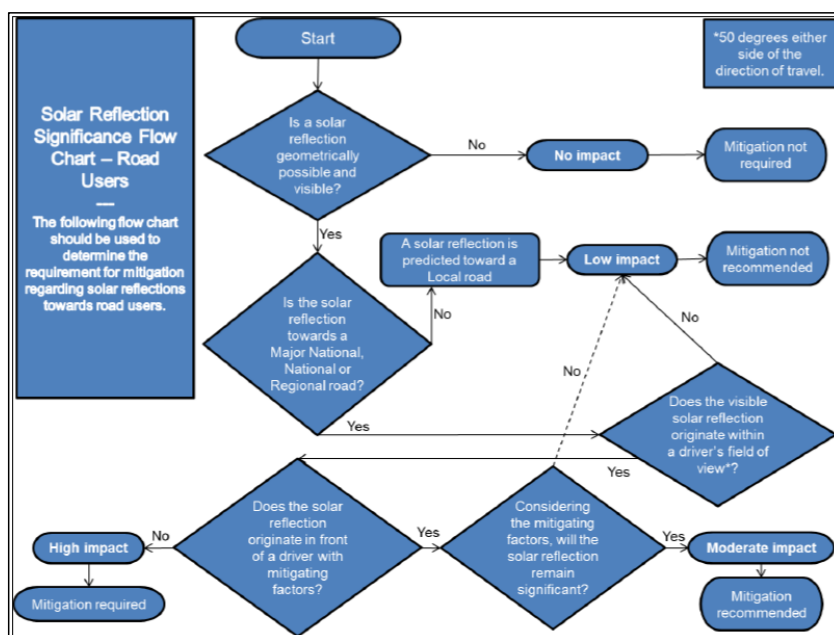 Start
*50 degrees either
side of the
direction of travel.
Solar Reflection
Significance Flow
Chart – Road
Users
----
The following flow chart
should be used to
determine the
requirement for mitigation
regarding solar reflections
towards road users.
Is a solar
reflection
geometrically
possible and
visible?
No
No impact
Mitigation not
required
Yes
A solar reflection is
predicted toward a
Local road
Low impact
Mitigation not
recommended
Is the solar
reflection
towards a
Major National,
National or
Regional road?
No
No
No
Yes
Does the visible
solar reflection
originate within
a driver's field of
view*?
Yes
Does the solar
reflection
originate in front
of a driver with
mitigating
factors?
No
High impact
Mitigation required
Yes
Considering
the mitigating
factors, will the
solar reflection
remain
significant?
Yes
Moderate impact
Mitigation
recommended